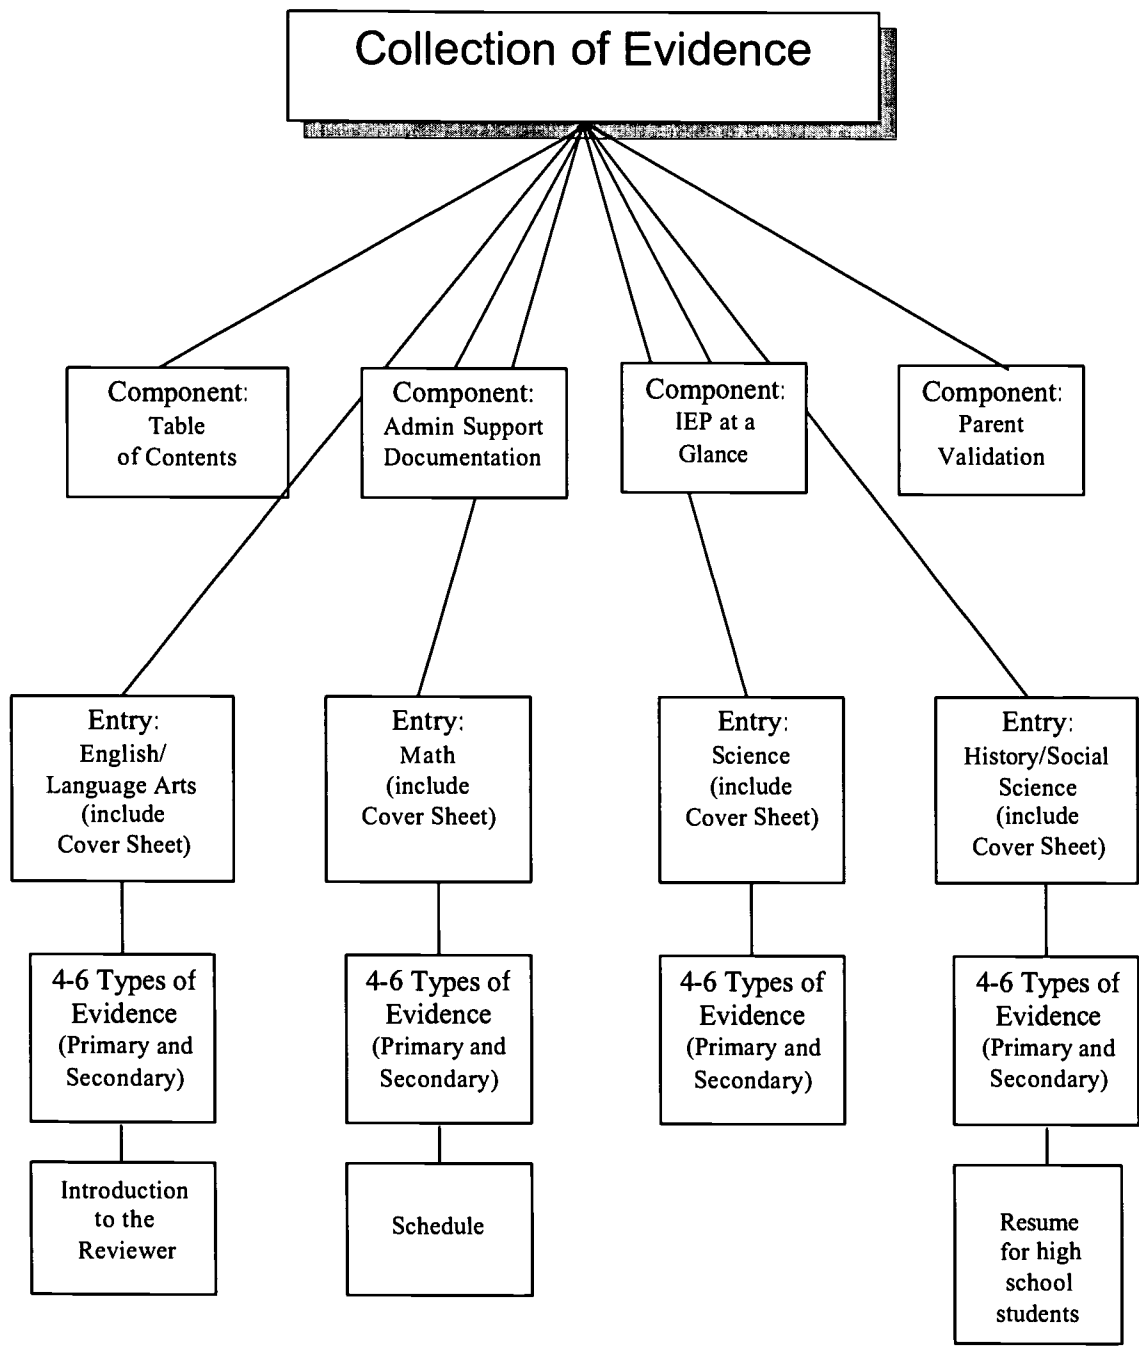 Collection of Evidence
Component:
Table
of Contents
Component:
Admin Support
Documentation
Component:
IEP at a
Glance
Component:
Parent
Validation
Entry:
English/
Language Arts
(include
Cover Sheet)
Entry:
Math
(include
Cover Sheet)
Entry:
Science
(include
Cover Sheet)
Entry:
History/Social
Science
(include
Cover Sheet)
4-6 Types of
Evidence
(Primary and
Secondary)
4-6 Types of
Evidence
(Primary and
Secondary)
4-6 Types of
Evidence
(Primary and
Secondary)
4-6 Types of
Evidence
(Primary and
Secondary)
Introduction
to the
Reviewer
Schedule
Resume
for high
school
students